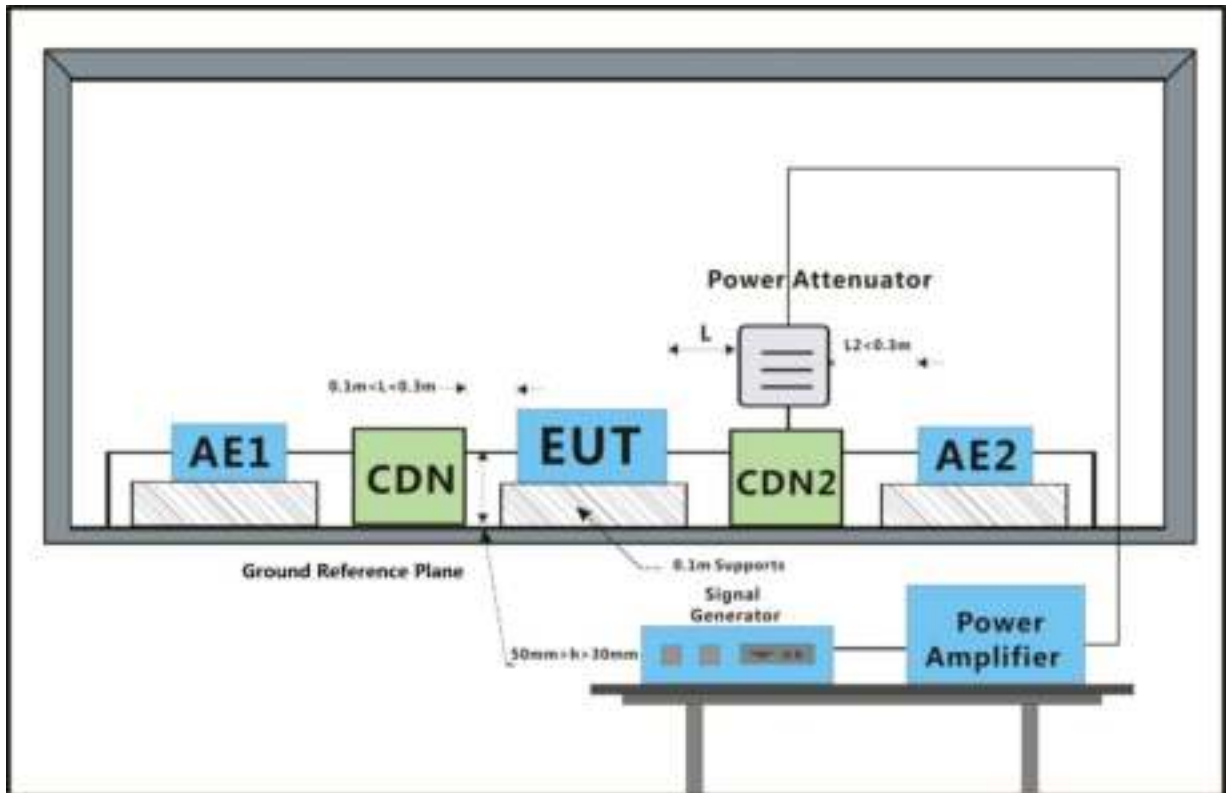 Power Attenuator
L
L2<0.3m
0.1m<L<0.3m
AE1
CDN
EUT
CDN2
AE2
Ground Reference Plane
0.1m Supports
Signal
Generator
Power
Amplifier
50mm>h>30mm